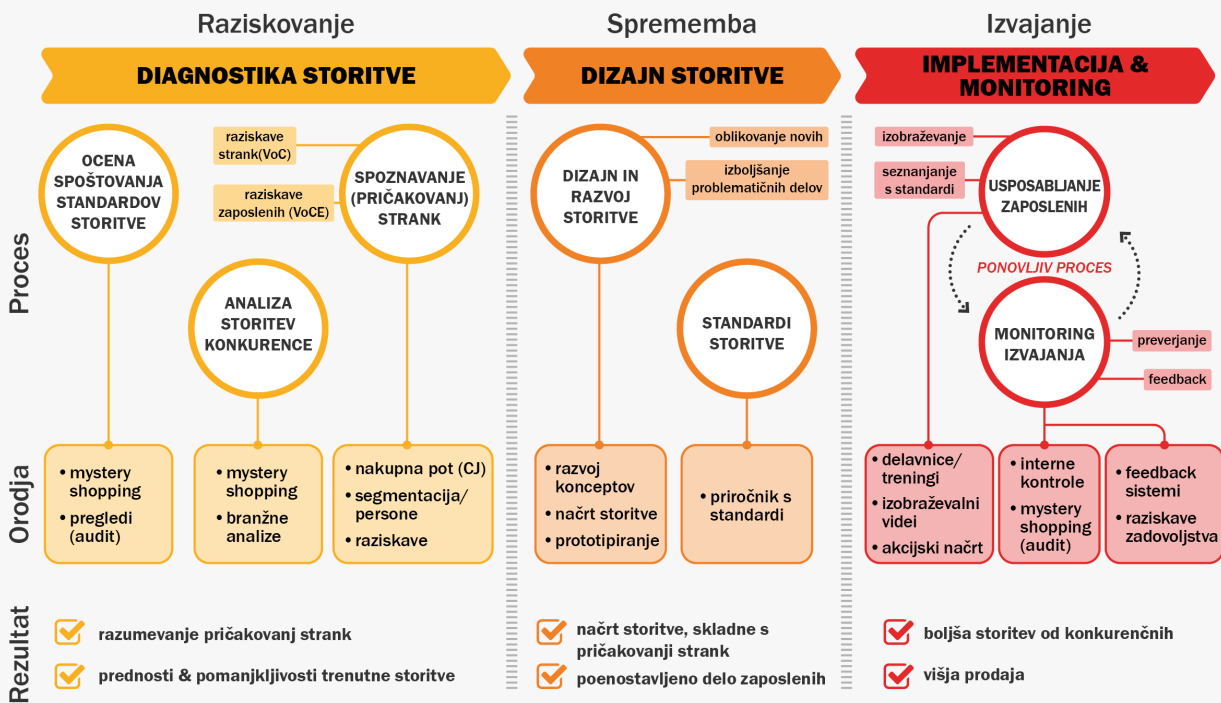 Raziskovanje
Sprememba
Izvajanje
DIAGNOSTIKA STORITVE
DIZAJN STORITVE
IMPLEMENTACIJA &
MONITORING
Proces
OCENA
SPOŠTOVANJA
STANDARDOV
STORITVE
raziskave
strank(VoC)
raziskave
zaposlenih (VoCE)
SPOZNAVANJE
(PRIČAKOVANJ)
STRANK
ANALIZA
STORITEV
KONKURENCE
DIZAJN IN
RAZVOJ
STORITVE
oblikovanje novih
izboljšanje
problematičnih delov
STANDARDI
STORITVE
izobraževanje
seznanjanje
s standardi
USPOSABLJANJE
ZAPOSLENIH
PONOVLJIV PROCES
MONITORING
IZVAJANJA
preverjanje
feedback
Orodja
• mystery
shopping
• pregledi
(audit)
• mystery
shopping
• branžne
analize
• nakupna pot (CJ)
• segmentacija/
persone
• raziskave
• razvoj
konceptov
• načrt storitve
• prototipiranje
• priročnik s
standardi
• delavnice/
treningi
• izobraževalni
videi
• akcijski načrt
• interne
kontrole
• mystery
shopping
(audit)
• feedback
sistemi
• raziskave
zadovoljstva
Rezultat
razumevanje pričakovanj strank
prednosti & pomanjkljivosti trenutne storitve
načrt storitve, skladne s
pričakovanji strank
poenostavljeno delo zaposlenih
boljša storitev od konkurenčnih
višja prodaja